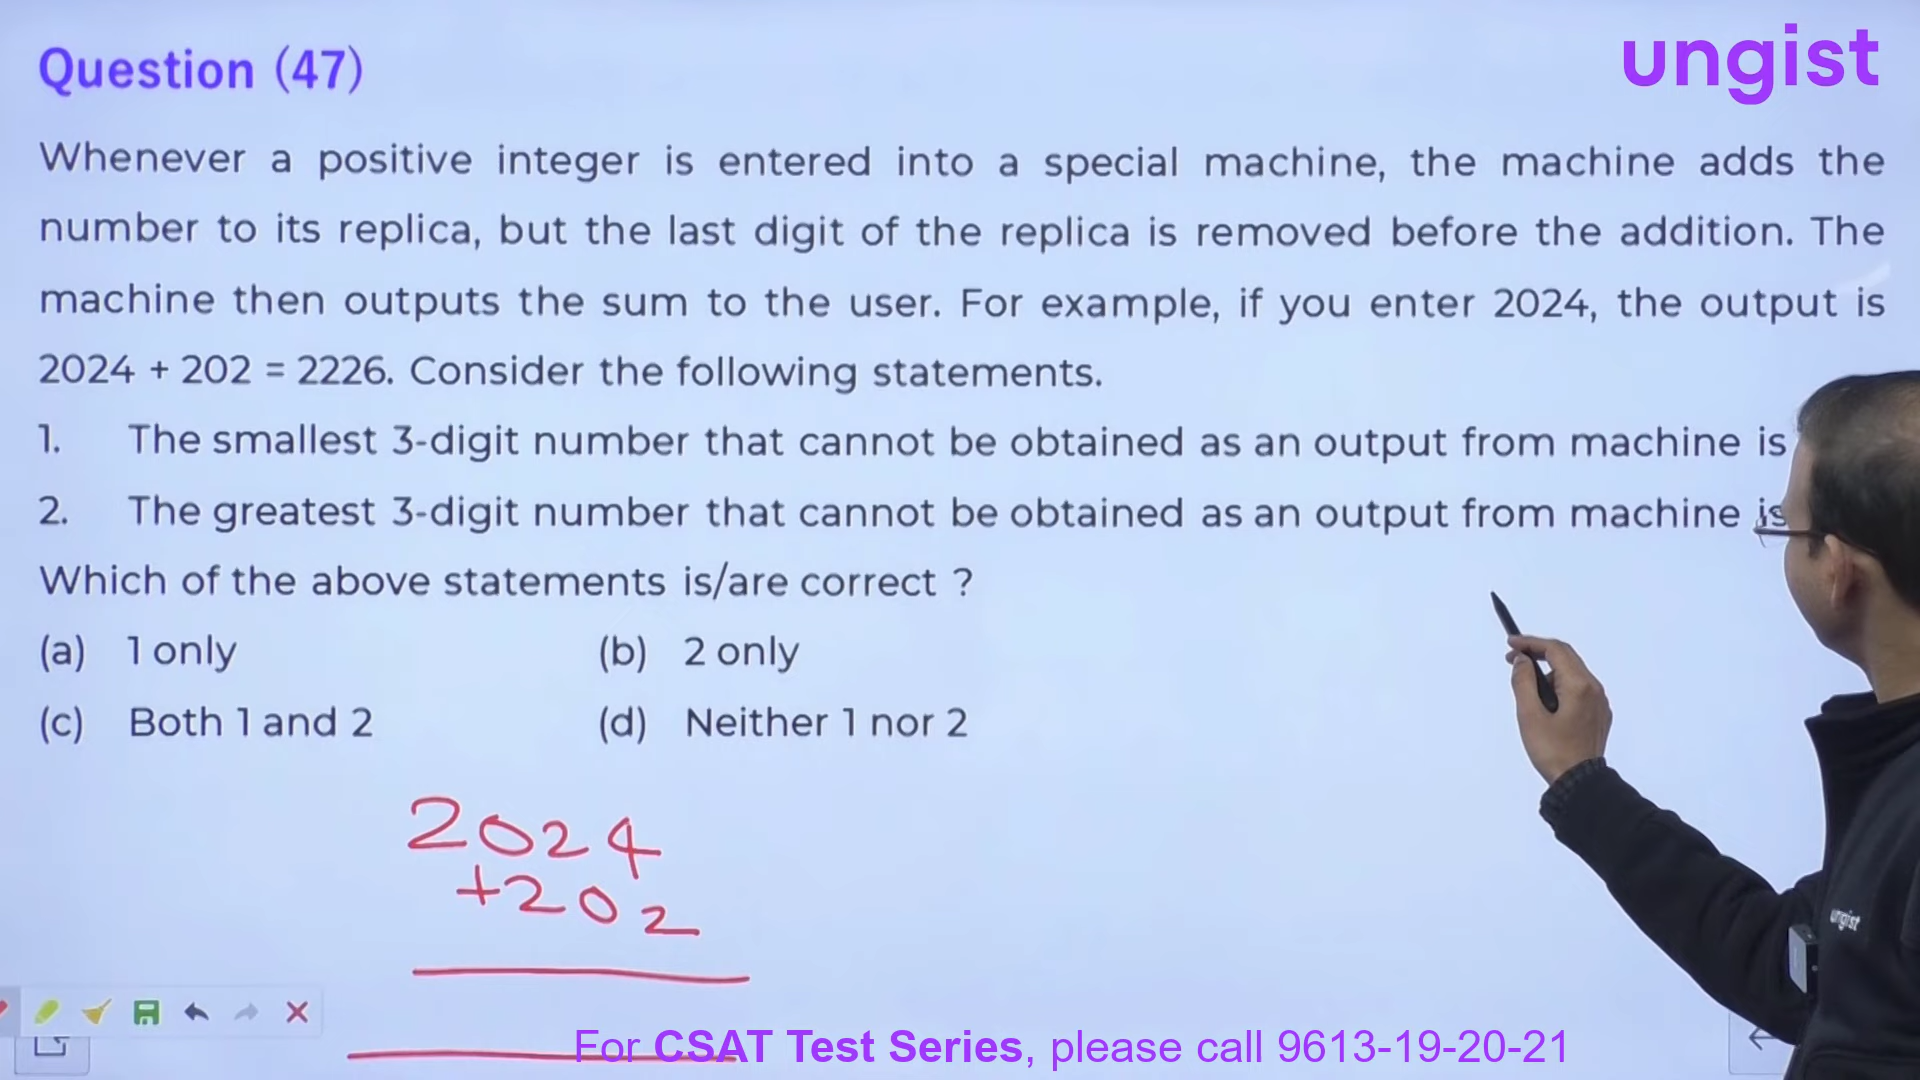 Question (47)
ungist
Whenever a positive integer is entered into a special machine, the machine adds the
number to its replica, but the last digit of the replica is removed before the addition. The
machine then outputs the sum to the user. For example, if you enter 2024, the output is
2024 + 202 = 2226. Consider the following statements.
1. The smallest 3-digit number that cannot be obtained as an output from machine is
2. The greatest 3-digit number that cannot be obtained as an output from machine is
Which of the above statements is/are correct ?
(a) 1 only (b) 2 only
(c) Both 1 and 2 (d) Neither 1 nor 2
2024
+202
ungist
For CSAT Test Series, please call 9613-19-20-21